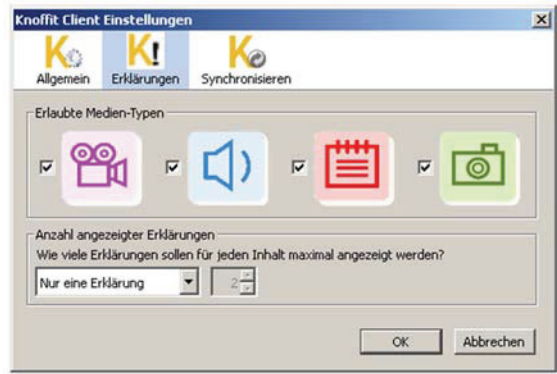 Knoffit Client Einstellungen
Allgemein Erklärungen Synchronisieren
Erlaubte Medien-Typen
Anzahl angezeigter Erklärungen
Wie viele Erklärungen sollen für jeden Inhalt maximal angezeigt werden?
Nur eine Erklärung 2
OK Abbrechen